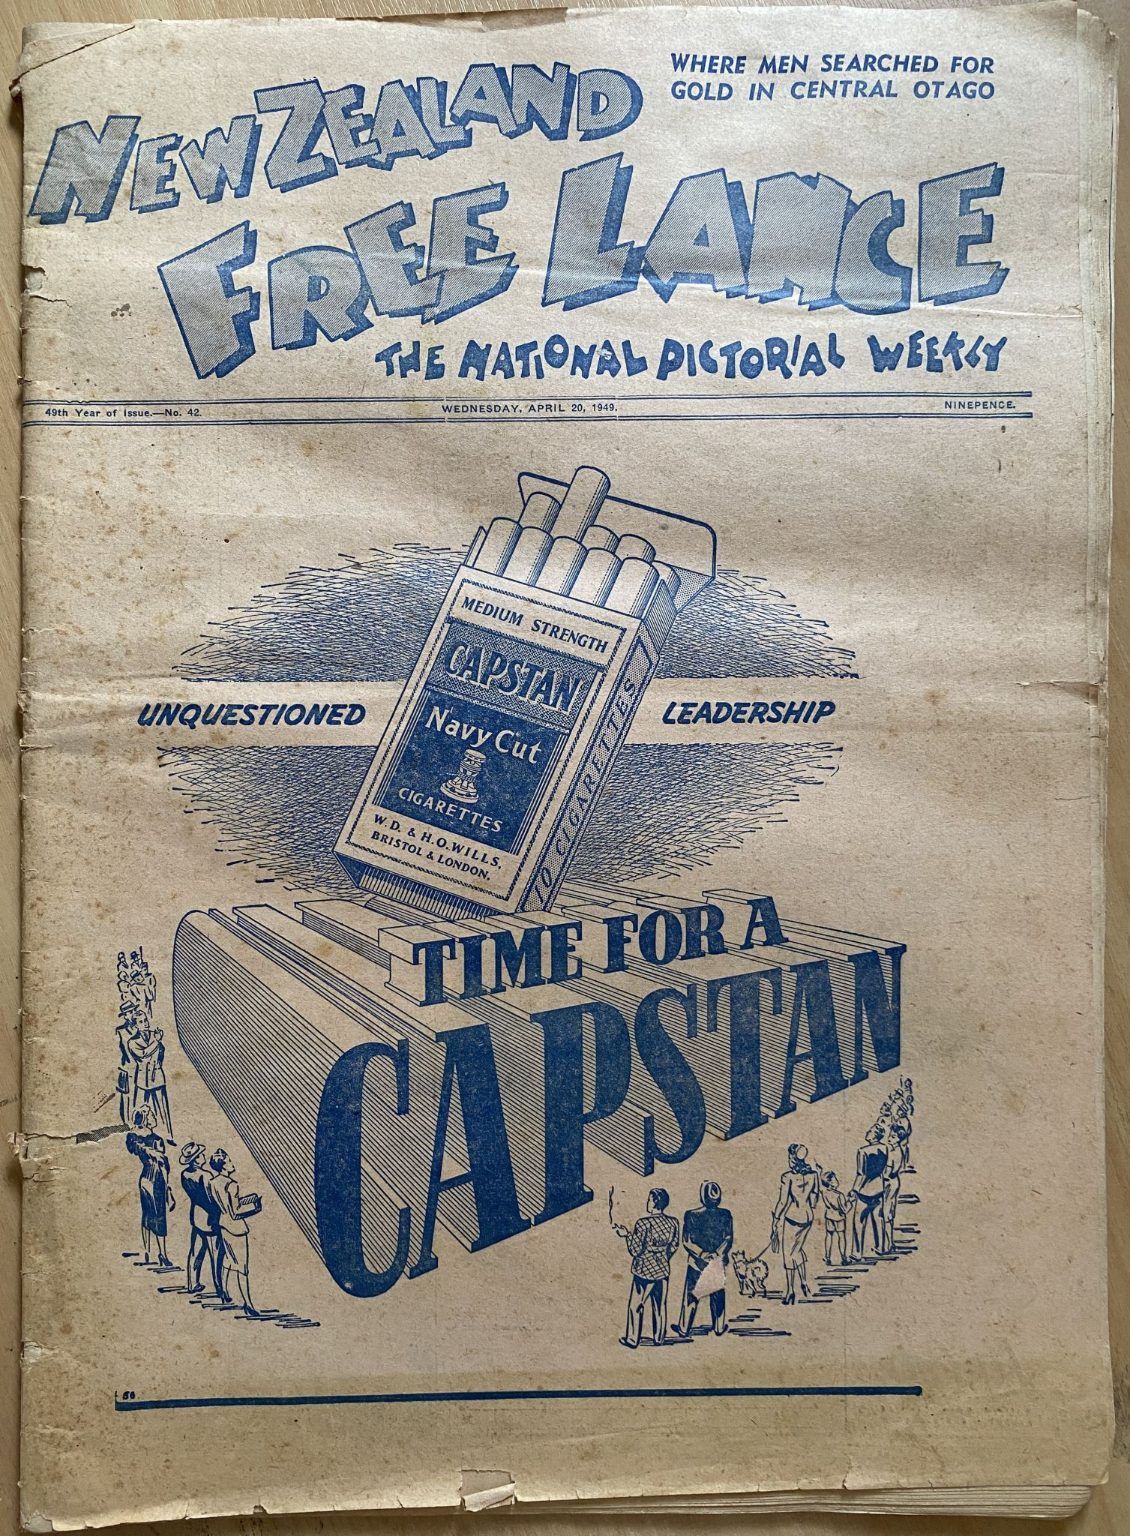 WHERE MEN SEARCHED FOR
GOLD IN CENTRAL OTAGO
NEW ZEALAND
FREE LANCE
THE NATIONAL PICTORIAL WEEKLY
49th Year of Issue.—No. 42.
WEDNESDAY, APRIL 20, 1949.
NINEPENCE.
MEDIUM STRENGTH
CAPSTAN
Navy Cut
CIGARETTES
W.D. & H.O. WILLS,
BRISTOL & LONDON.
10 CIGARETTES
UNQUESTIONED
LEADERSHIP
TIME FOR A
CAPSTAN